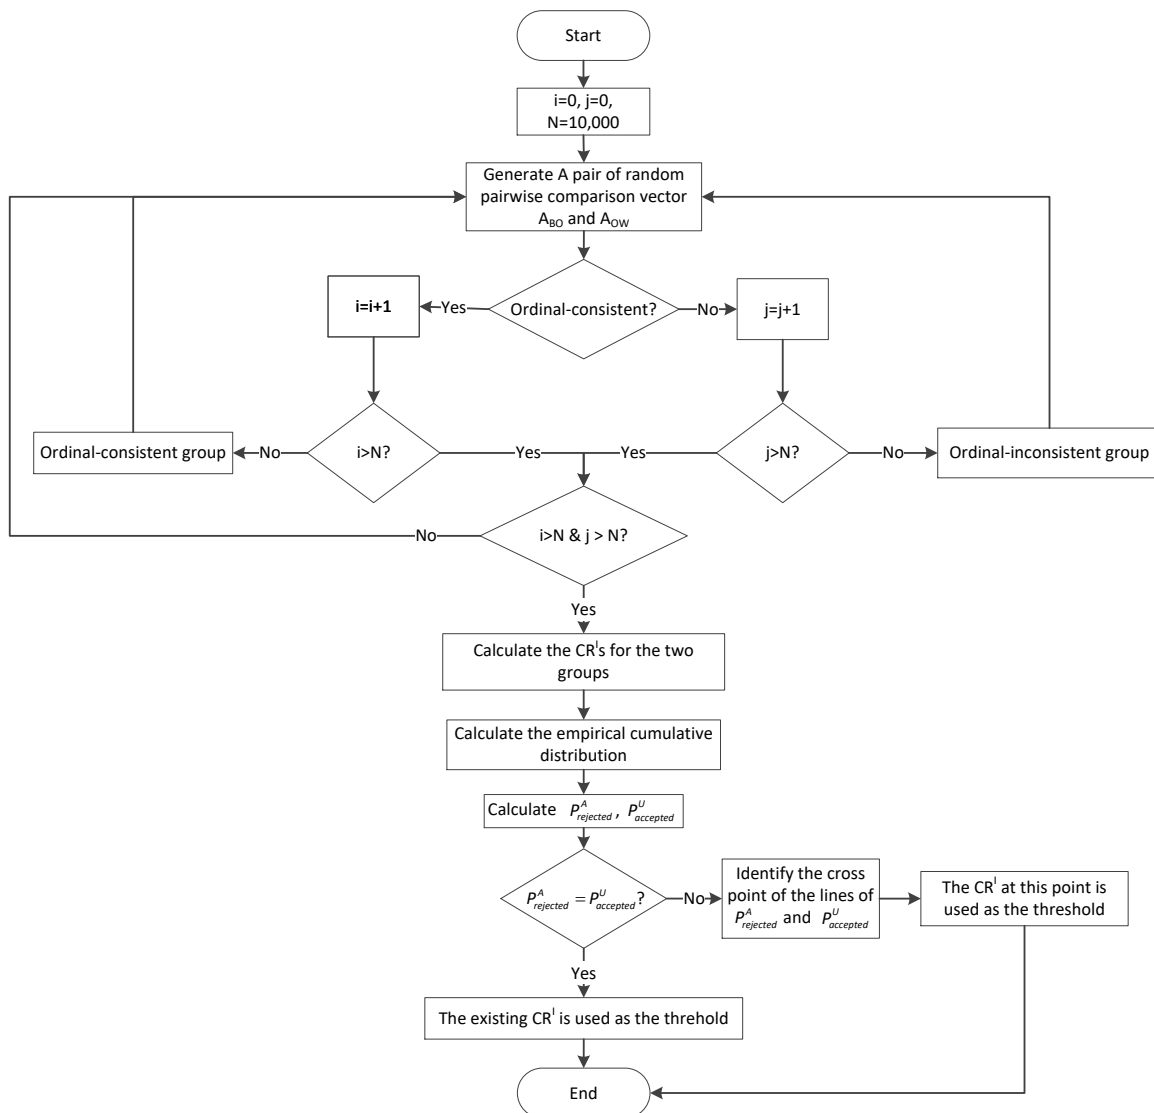 Start
i=0, j=0,
N=10,000
Generate A pair of random
pairwise comparison vector
A_BO and A_OW
Ordinal-consistent?
Yes
No
i=i+1
j=j+1
Ordinal-consistent group
No
i>N?
Yes
Yes
j>N?
No
Ordinal-inconsistent group
No
i>N & j > N?
Yes
Calculate the CR^I's for the two
groups
Calculate the empirical cumulative
distribution
Calculate P^A_rejected, P^U_accepted
P^A_rejected = P^U_accepted?
No
Identify the cross
point of the lines of
P^A_rejected and P^U_accepted
The CR^I at this point is
used as the threshold
Yes
The existing CR^I is used as the threhold
End